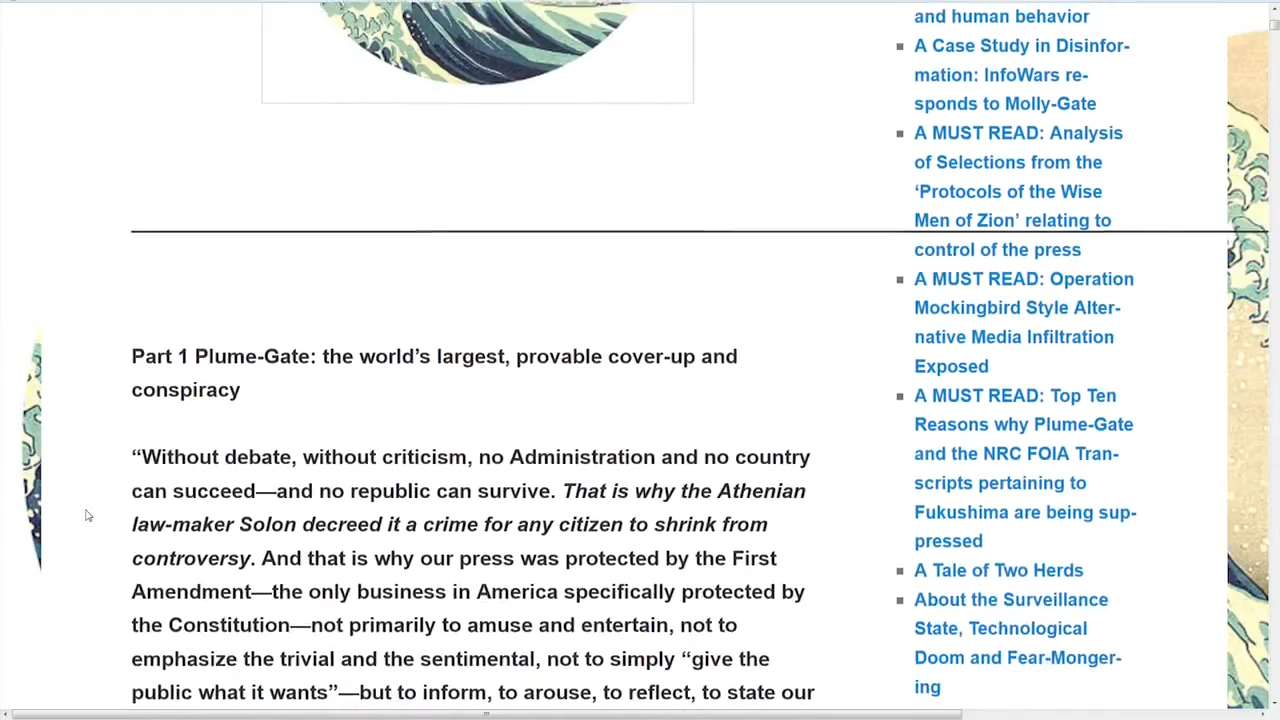 Part 1 Plume-Gate: the world’s largest, provable cover-up and
conspiracy
“Without debate, without criticism, no Administration and no country
can succeed—and no republic can survive. That is why the Athenian
law-maker Solon decreed it a crime for any citizen to shrink from
controversy. And that is why our press was protected by the First
Amendment—the only business in America specifically protected by
the Constitution—not primarily to amuse and entertain, not to
emphasize the trivial and the sentimental, not to simply “give the
public what it wants”—but to inform, to arouse, to reflect, to state our
and human behavior
A Case Study in Disinfor-
mation: InfoWars re-
sponds to Molly-Gate
A MUST READ: Analysis
of Selections from the
‘Protocols of the Wise
Men of Zion’ relating to
control of the press
A MUST READ: Operation
Mockingbird Style Alter-
native Media Infiltration
Exposed
A MUST READ: Top Ten
Reasons why Plume-Gate
and the NRC FOIA Tran-
scripts pertaining to
Fukushima are being sup-
pressed
A Tale of Two Herds
About the Surveillance
State, Technological
Doom and Fear-Monger-
ing